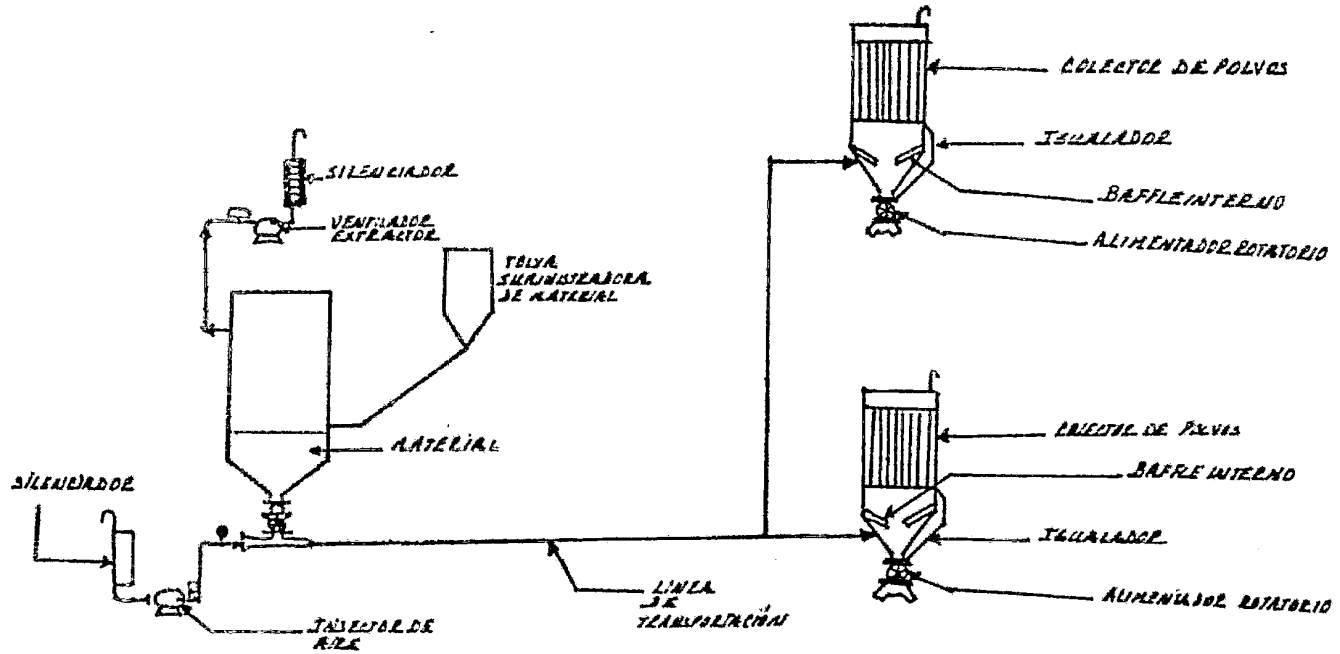 COLECTOR DE POLVOS
IGUALADOR
BAFFLE INTERNO
ALIMENTADOR ROTATORIO
SILENCIADOR
VENTILADOR
EXTRACTOR
TOLVA
SUMINISTRADORA
DE MATERIAL
MATERIAL
SILENCIADOR
INYECTOR DE
AIRE
LINEA
DE
TRANSPORTACIÓN
COLECTOR DE POLVOS
BAFFLE INTERNO
IGUALADOR
ALIMENTADOR ROTATORIO